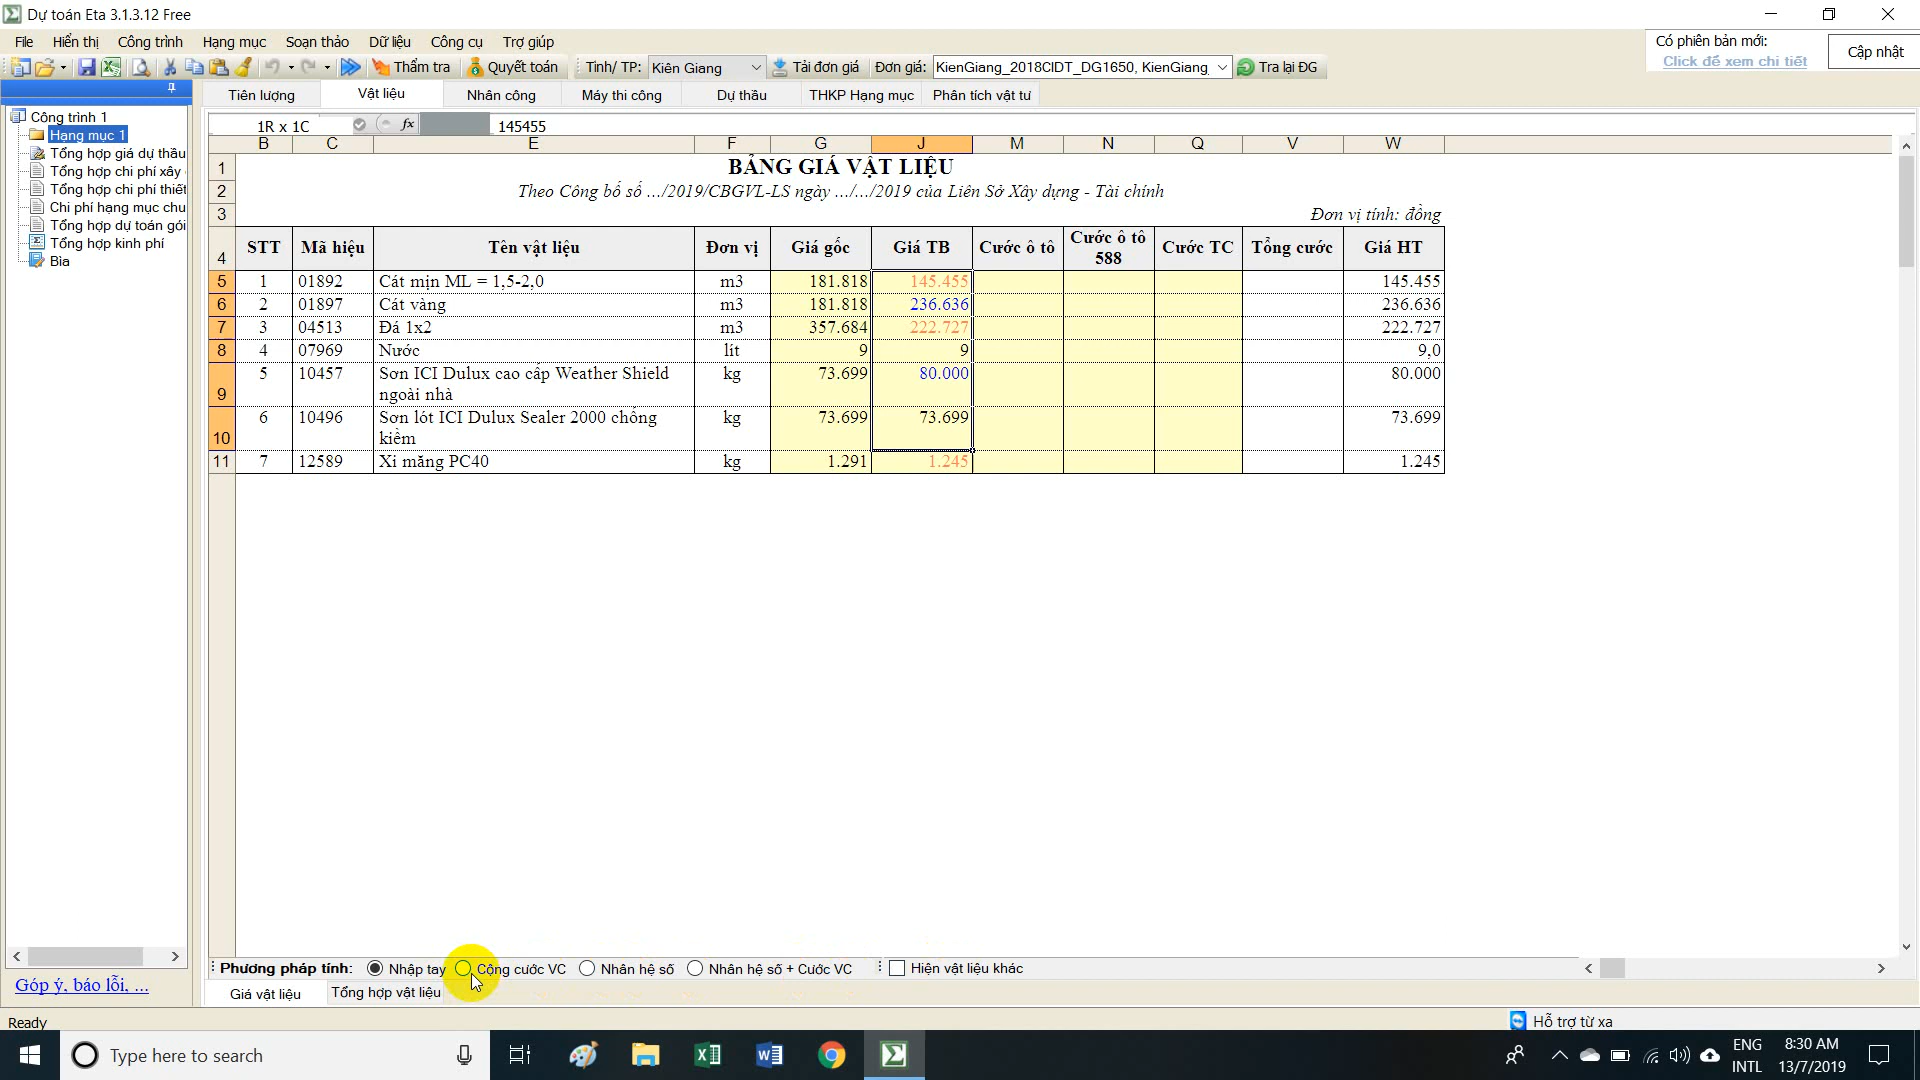 Dự toán Eta 3.1.3.12 Free
File Hiển thị Công trình Hạng mục Soạn thảo Dữ liệu Công cụ Trợ giúp
Có phiên bản mới:
Click để xem chi tiết
Cập nhật
Thẩm tra Quyết toán Tỉnh/ TP: Kiên Giang Tải đơn giá Đơn giá: KienGiang_2018CIDT_DG1650, KienGiang_ Tra lại ĐG
Tiên lượng Vật liệu Nhân công Máy thi công Dự thầu THKP Hạng mục Phân tích vật tư
1R x 1C fx 145455
Công trình 1
Hạng mục 1
Tổng hợp giá dự thầu
Tổng hợp chi phí xây
Tổng hợp chi phí thiết
Chi phí hạng mục chu
Tổng hợp dự toán gói
Tổng hợp kinh phí
Bìa
B C E F G J M N Q V W
1 BẢNG GIÁ VẬT LIỆU
2 Theo Công bố số .../2019/CBGVL-LS ngày .../.../2019 của Liên Sở Xây dựng - Tài chính
3 Đơn vị tính: đồng
4 STT Mã hiệu Tên vật liệu Đơn vị Giá gốc Giá TB Cước ô tô Cước ô tô 588 Cước TC Tổng cước Giá HT
5 1 01892 Cát mịn ML = 1,5-2,0 m3 181.818 145.455 145.455
6 2 01897 Cát vàng m3 181.818 236.636 236.636
7 3 04513 Đá 1x2 m3 357.684 222.727 222.727
8 4 07969 Nước lít 9 9 9,0
9 5 10457 Sơn ICI Dulux cao cấp Weather Shield ngoài nhà kg 73.699 80.000 80.000
10 6 10496 Sơn lót ICI Dulux Sealer 2000 chống kiềm kg 73.699 73.699 73.699
11 7 12589 Xi măng PC40 kg 1.291 1.245 1.245
Phương pháp tính: Nhập tay Cộng cước VC Nhân hệ số Nhân hệ số + Cước VC Hiện vật liệu khác
Góp ý, báo lỗi, ...
Giá vật liệu Tổng hợp vật liệu
Ready
Hỗ trợ từ xa
Type here to search
ENG
INTL
8:30 AM
13/7/2019